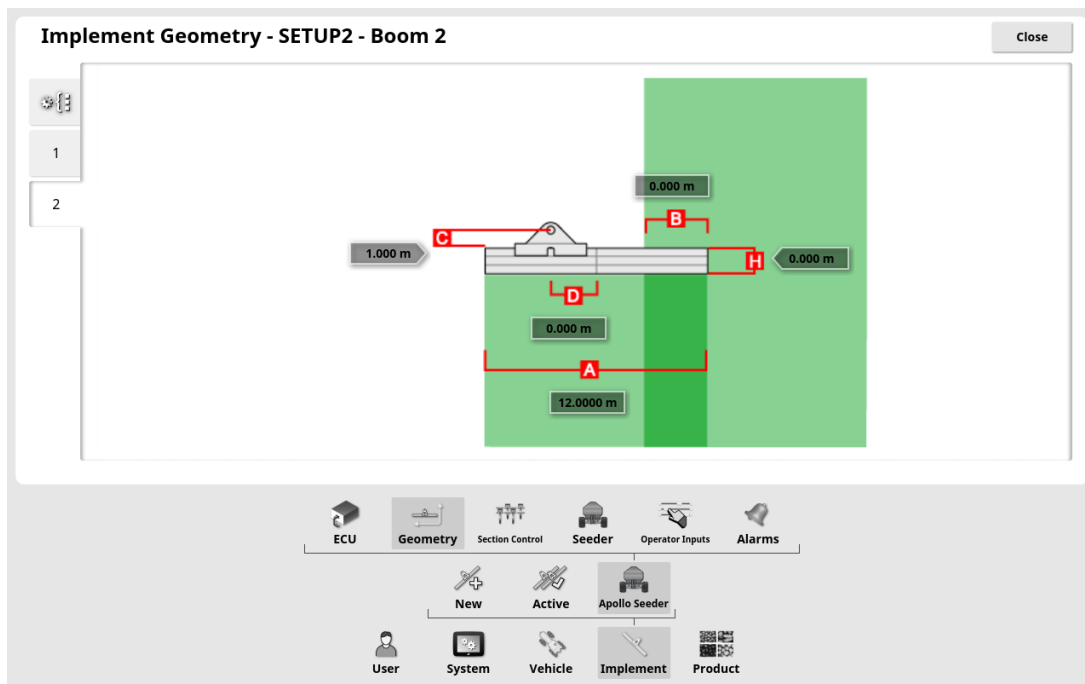 Implement Geometry - SETUP2 - Boom 2
Close
1
2
0.000 m
B
C
1.000 m
H
0.000 m
D
0.000 m
A
12.0000 m
ECU
Geometry
Section Control
Seeder
Operator Inputs
Alarms
New
Active
Apollo Seeder
User
System
Vehicle
Implement
Product